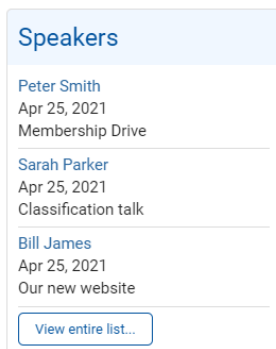 Speakers
Peter Smith
Apr 25, 2021
Membership Drive
Sarah Parker
Apr 25, 2021
Classification talk
Bill James
Apr 25, 2021
Our new website
View entire list...